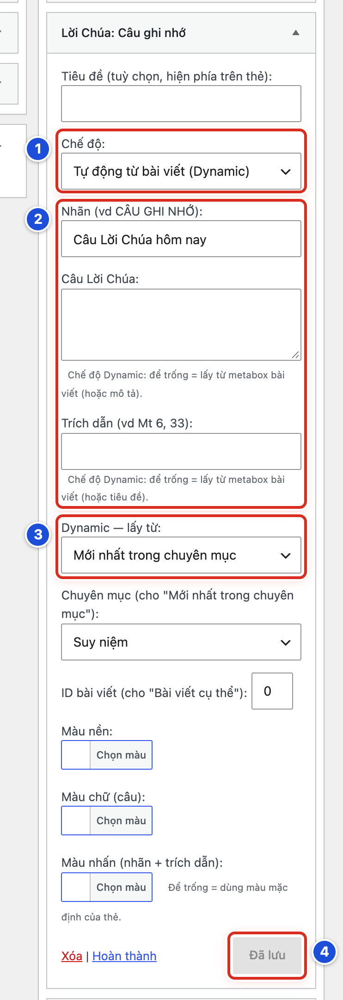 Lời Chúa: Câu ghi nhớ
Tiêu đề (tuỳ chọn, hiện phía trên thẻ):
1
Chế độ:
Tự động từ bài viết (Dynamic)
2
Nhãn (vd CÂU GHI NHỚ):
Câu Lời Chúa hôm nay
Câu Lời Chúa:
Chế độ Dynamic: để trống = lấy từ metabox bài
viết (hoặc mô tả).
Trích dẫn (vd Mt 6, 33):
Chế độ Dynamic: để trống = lấy từ metabox bài
viết (hoặc tiêu đề).
3
Dynamic — lấy từ:
Mới nhất trong chuyên mục
Chuyên mục (cho "Mới nhất trong chuyên
mục"):
Suy niệm
ID bài viết (cho "Bài viết cụ thể"): 0
Màu nền:
Chọn màu
Màu chữ (câu):
Chọn màu
Màu nhấn (nhãn + trích dẫn):
Chọn màu Để trống = dùng màu mặc
định của thẻ.
Xóa | Hoàn thành Đã lưu 4